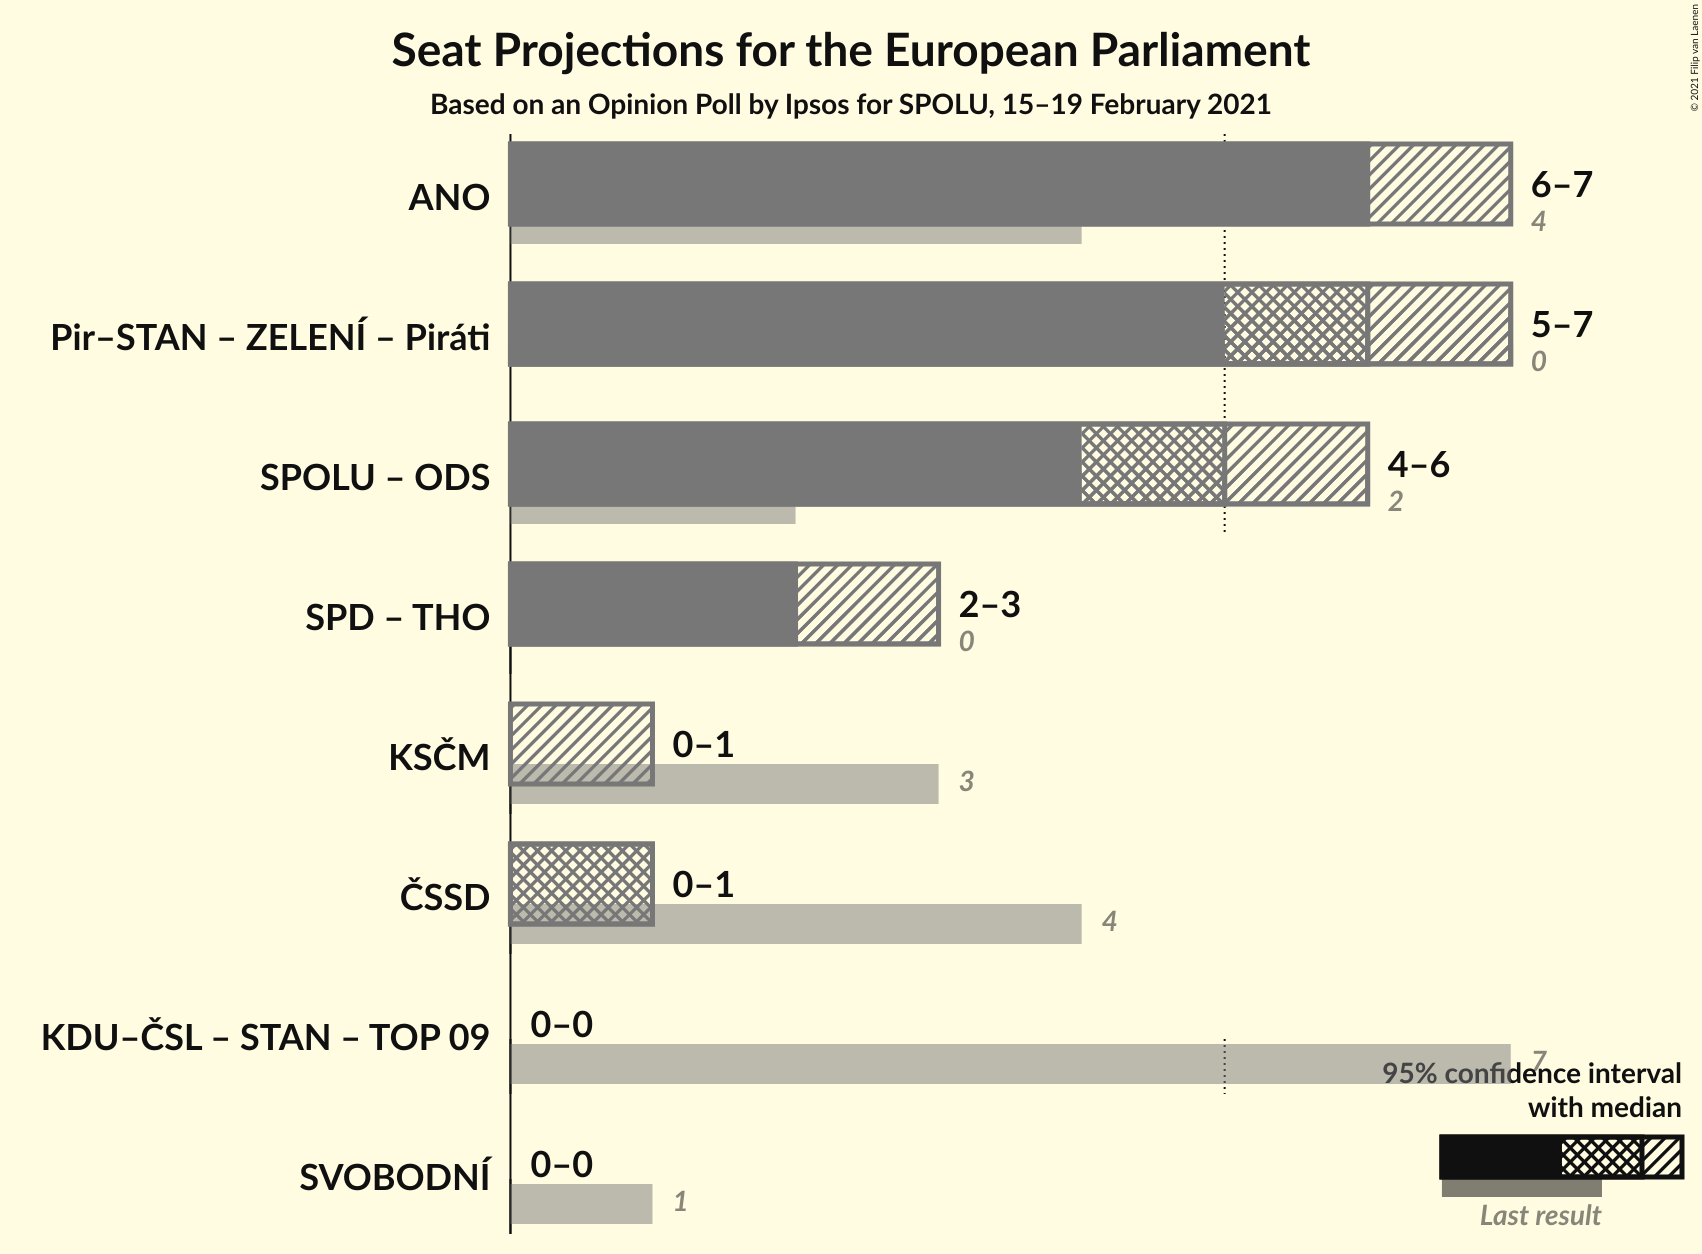 Seat Projections for the European Parliament
Based on an Opinion Poll by Ipsos for SPOLU, 15–19 February 2021
© 2021 Filip van Laenen
ANO
6–7
4
Pir–STAN – ZELENÍ – Piráti
5–7
0
SPOLU – ODS
4–6
2
SPD – THO
2–3
0
KSČM
0–1
3
ČSSD
0–1
4
KDU–ČSL – STAN – TOP 09
0–0
7
SVOBODNÍ
0–0
1
95% confidence interval
with median
Last result